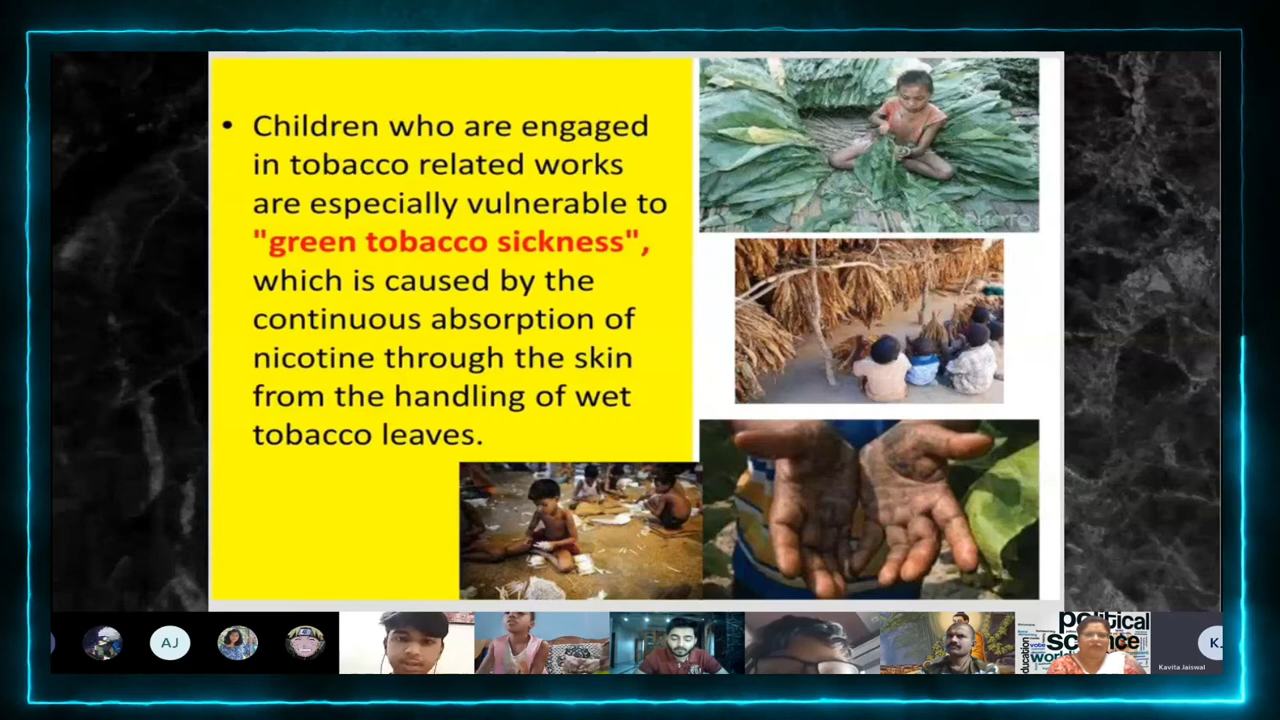 • Children who are engaged
in tobacco related works
are especially vulnerable to
"green tobacco sickness",
which is caused by the
continuous absorption of
nicotine through the skin
from the handling of wet
tobacco leaves.
AJ
political
science
world
education
vote
K.
Kavita Jaiswal